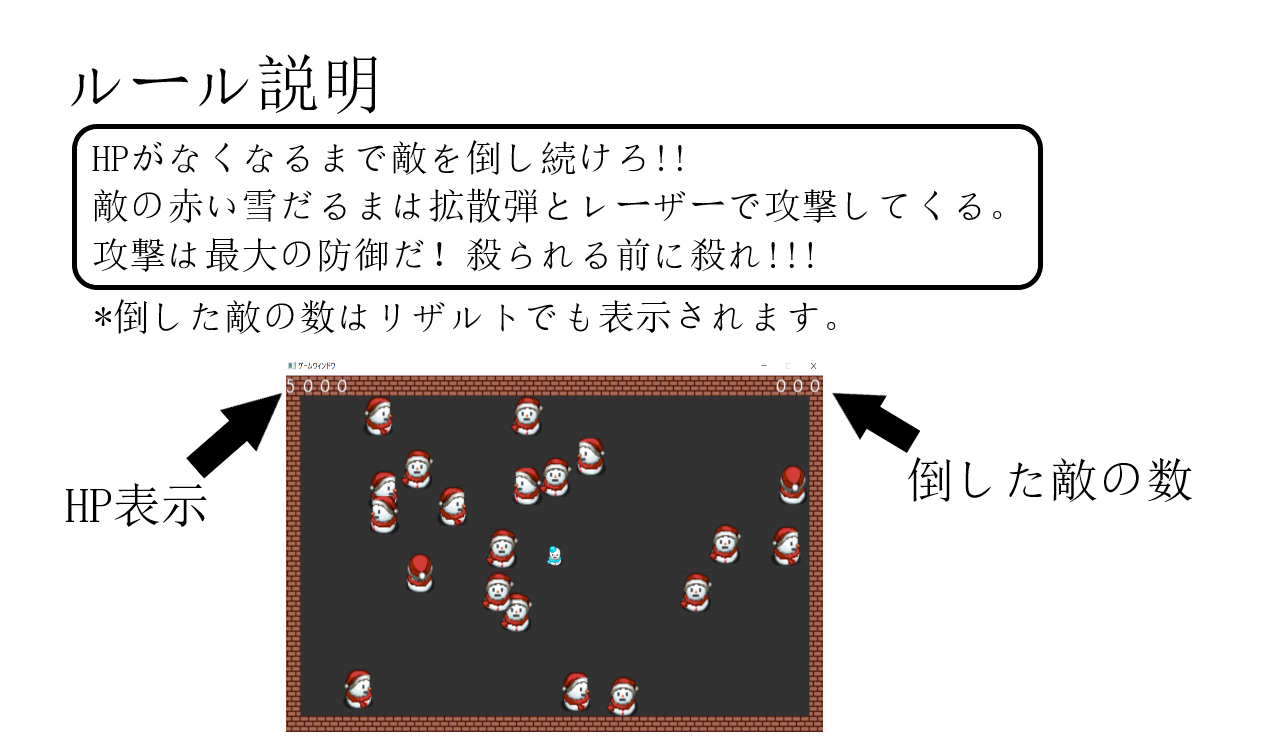 ルール説明
HPがなくなるまで敵を倒し続けろ!!
敵の赤い雪だるまは拡散弾とレーザーで攻撃してくる。
攻撃は最大の防御だ！殺られる前に殺れ!!!
*倒した敵の数はリザルトでも表示されます。
ゲームウィンドウ
5000
000
HP表示
倒した敵の数